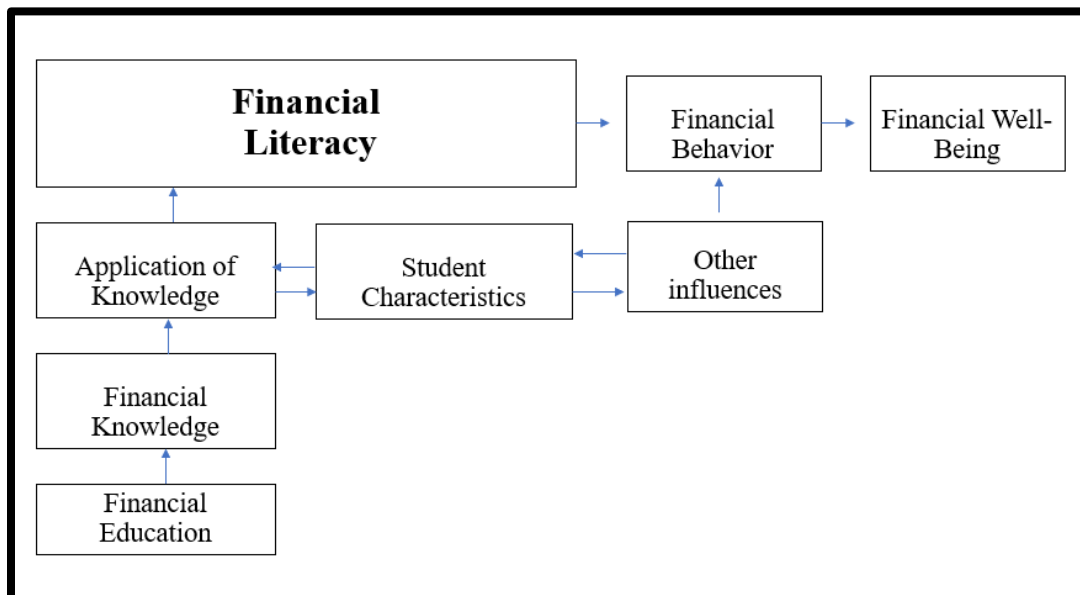 Financial
Literacy
Financial
Behavior
Financial Well-
Being
Application of
Knowledge
Student
Characteristics
Other
influences
Financial
Knowledge
Financial
Education